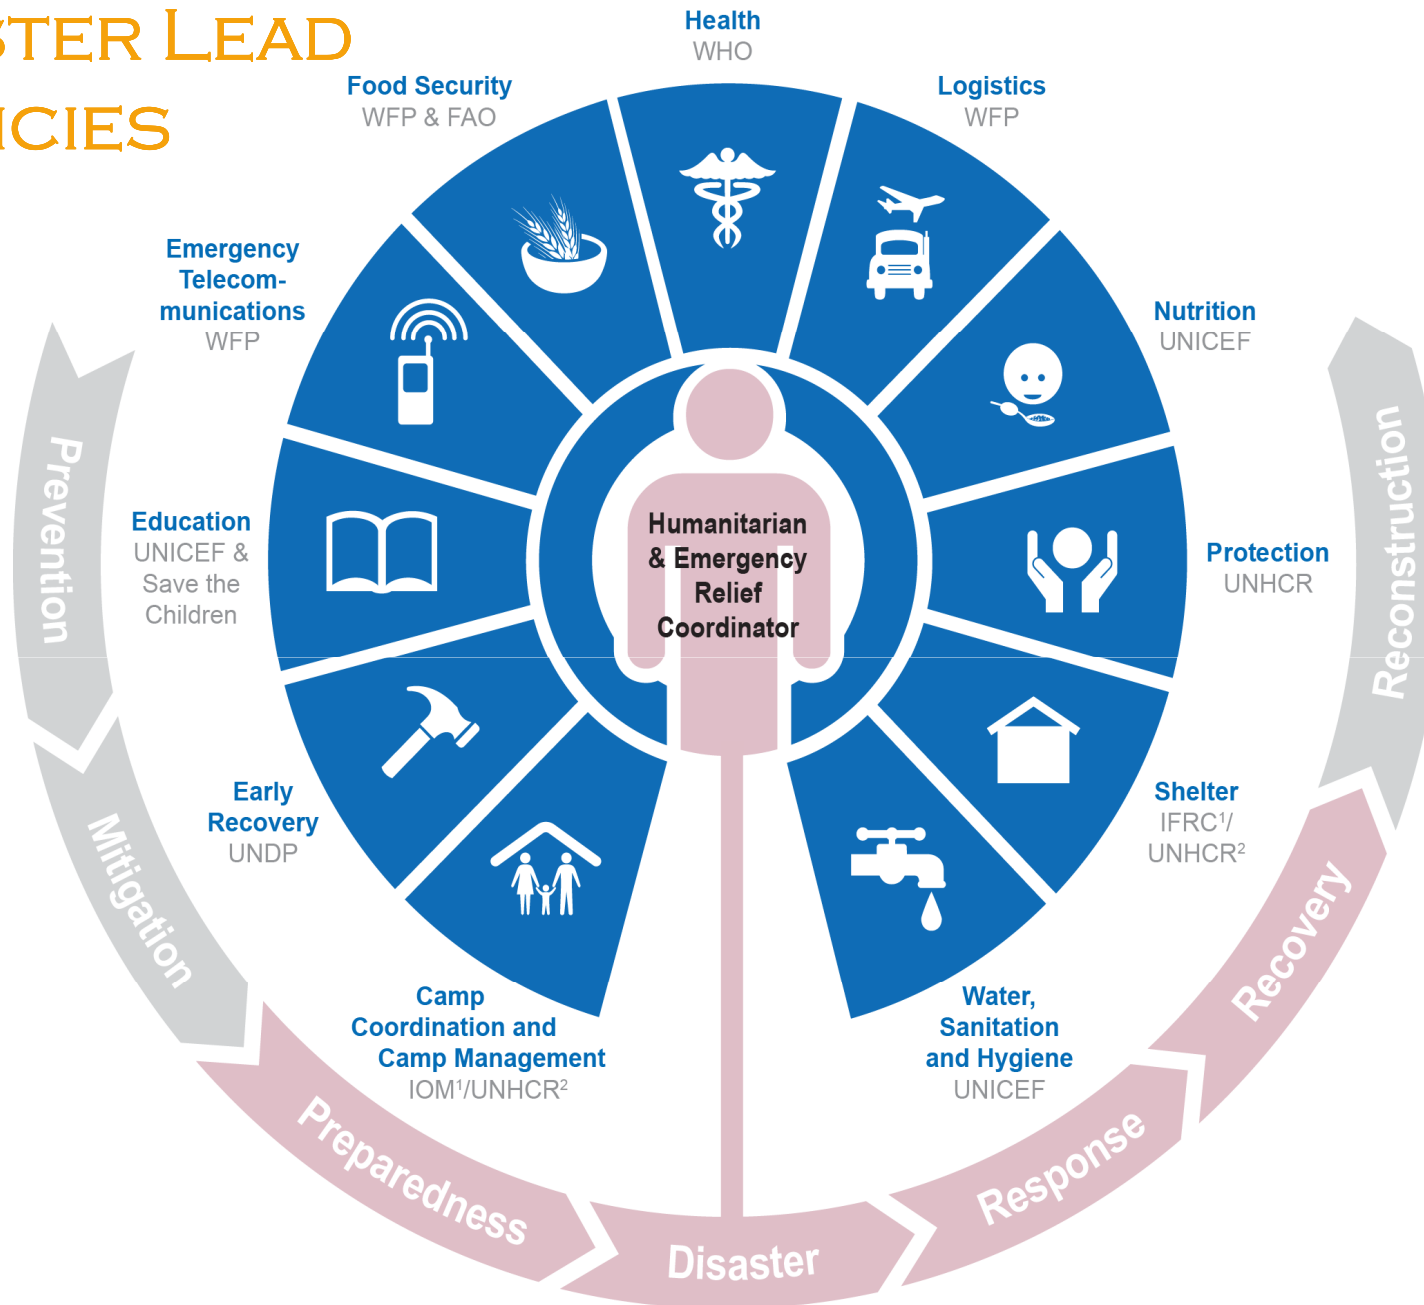 STER LEAD
NCIES
Health
WHO
Food Security
WFP & FAO
Logistics
WFP
Emergency
Telecom-
munications
WFP
Nutrition
UNICEF
Education
UNICEF &
Save the
Children
Protection
UNHCR
Humanitarian
& Emergency
Relief
Coordinator
Early
Recovery
UNDP
Shelter
IFRC¹/
UNHCR²
Camp
Coordination and
Camp Management
IOM¹/UNHCR²
Water,
Sanitation
and Hygiene
UNICEF
Prevention
Mitigation
Preparedness
Disaster
Response
Recovery
Reconstruction